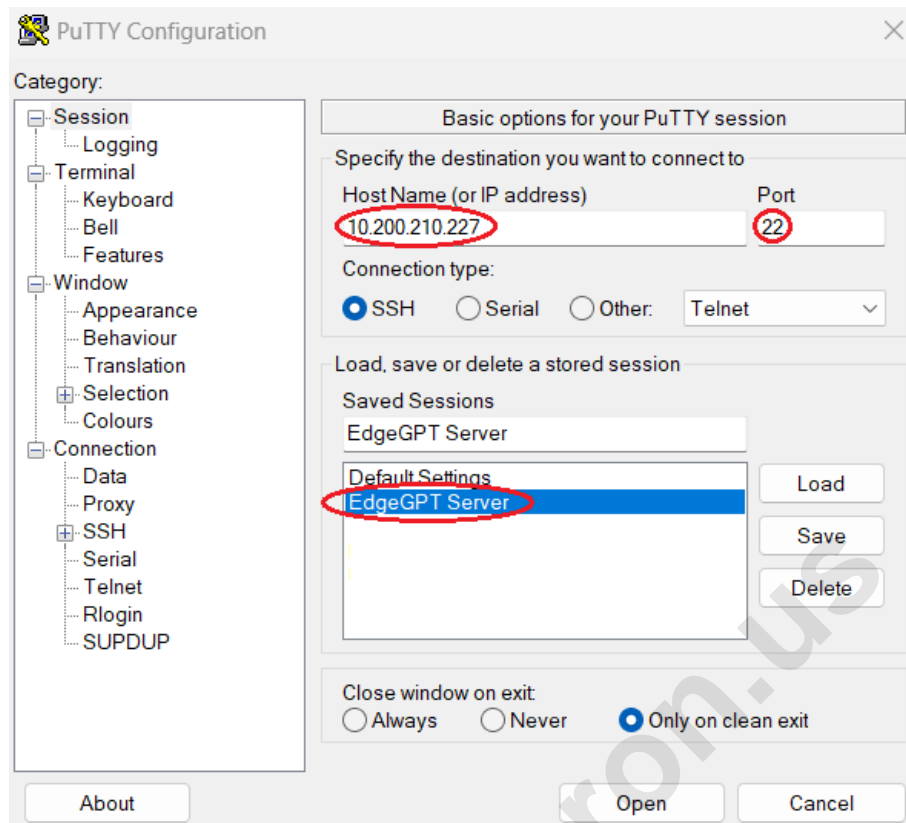 PuTTY Configuration
Category:
Session
Logging
Terminal
Keyboard
Bell
Features
Window
Appearance
Behaviour
Translation
Selection
Colours
Connection
Data
Proxy
SSH
Serial
Telnet
Rlogin
SUPDUP
Basic options for your PuTTY session
Specify the destination you want to connect to
Host Name (or IP address) Port
10.200.210.227 22
Connection type:
SSH Serial Other: Telnet
Load, save or delete a stored session
Saved Sessions
EdgeGPT Server
Default Settings
EdgeGPT Server
Load
Save
Delete
Close window on exit:
Always Never Only on clean exit
About Open Cancel
ron.us